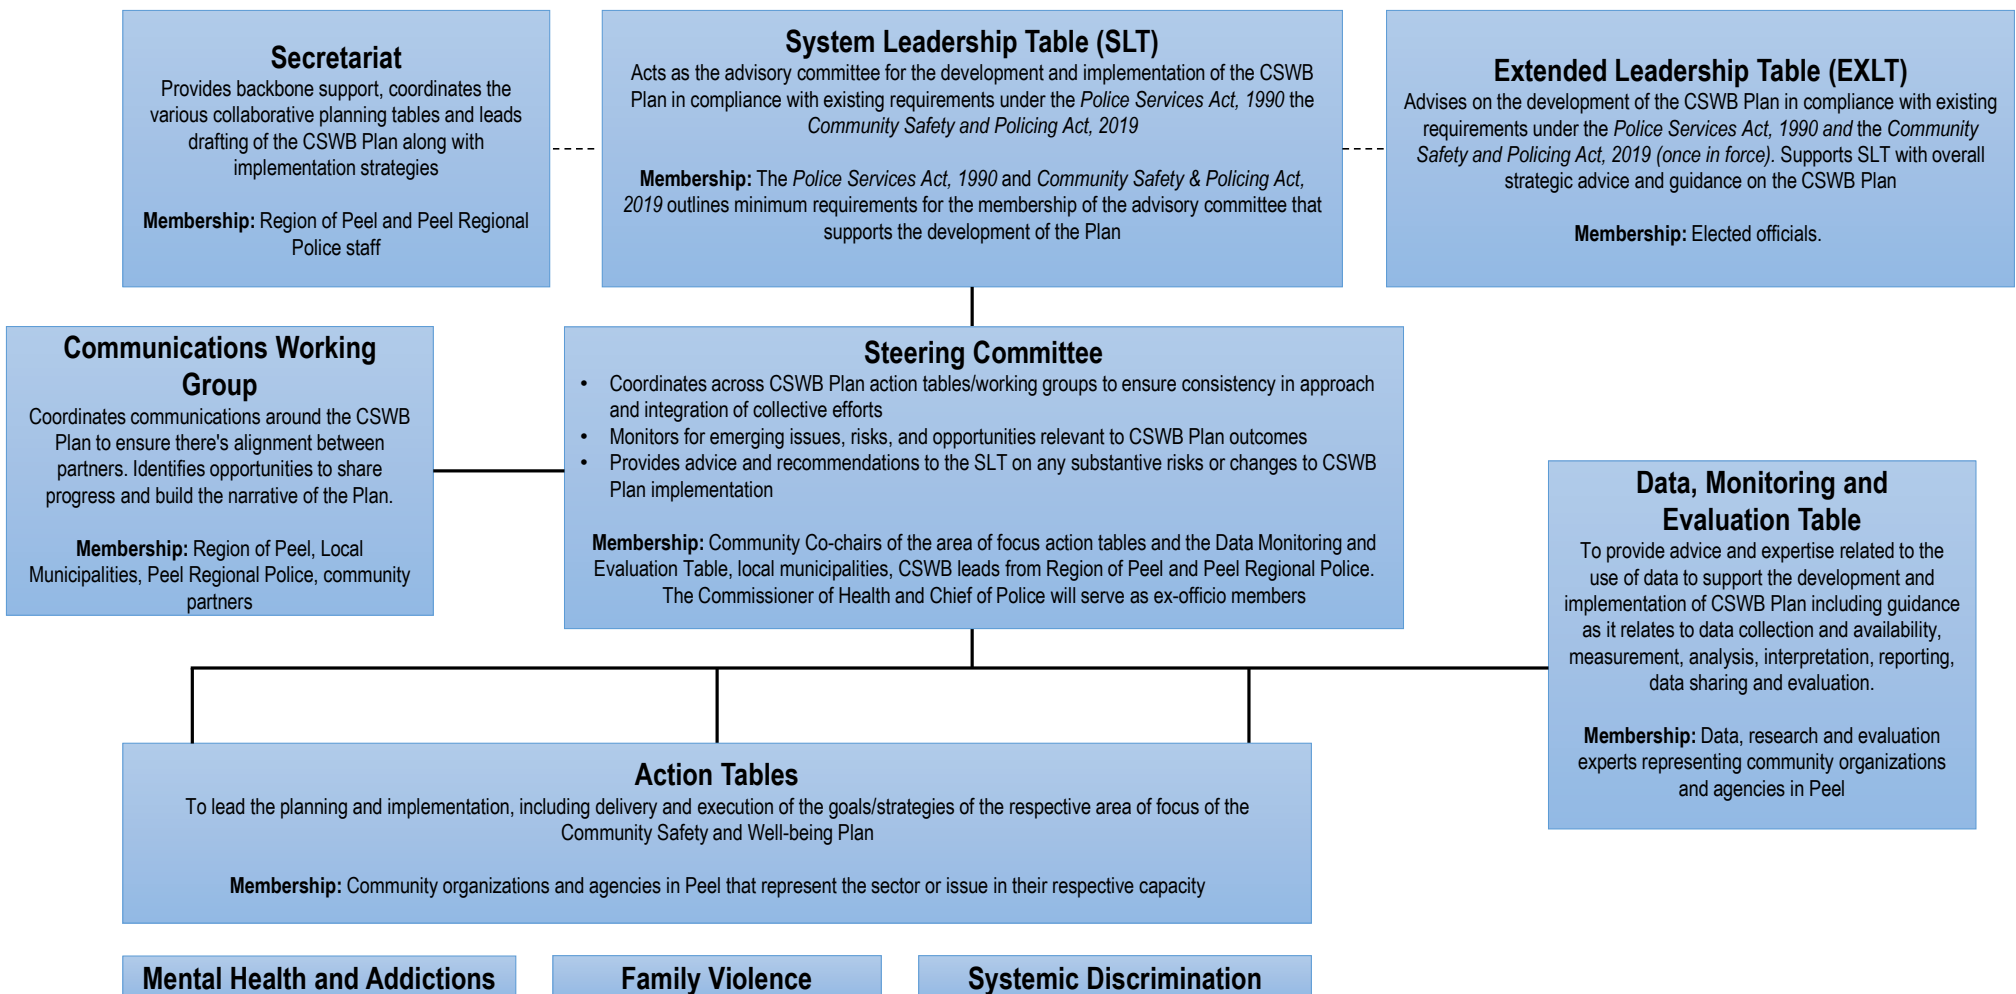 Secretariat
Provides backbone support, coordinates the
various collaborative planning tables and leads
drafting of the CSWB Plan along with
implementation strategies
Membership: Region of Peel and Peel Regional
Police staff
System Leadership Table (SLT)
Acts as the advisory committee for the development and implementation of the CSWB
Plan in compliance with existing requirements under the Police Services Act, 1990 the
Community Safety and Policing Act, 2019
Membership: The Police Services Act, 1990 and Community Safety & Policing Act,
2019 outlines minimum requirements for the membership of the advisory committee that
supports the development of the Plan
Extended Leadership Table (EXLT)
Advises on the development of the CSWB Plan in compliance with existing
requirements under the Police Services Act, 1990 and the Community
Safety and Policing Act, 2019 (once in force). Supports SLT with overall
strategic advice and guidance on the CSWB Plan
Membership: Elected officials.
Communications Working
Group
Coordinates communications around the CSWB
Plan to ensure there's alignment between
partners. Identifies opportunities to share
progress and build the narrative of the Plan.
Membership: Region of Peel, Local
Municipalities, Peel Regional Police, community
partners
Steering Committee
• Coordinates across CSWB Plan action tables/working groups to ensure consistency in approach
and integration of collective efforts
• Monitors for emerging issues, risks, and opportunities relevant to CSWB Plan outcomes
• Provides advice and recommendations to the SLT on any substantive risks or changes to CSWB
Plan implementation
Membership: Community Co-chairs of the area of focus action tables and the Data Monitoring and
Evaluation Table, local municipalities, CSWB leads from Region of Peel and Peel Regional Police.
The Commissioner of Health and Chief of Police will serve as ex-officio members
Data, Monitoring and
Evaluation Table
To provide advice and expertise related to the
use of data to support the development and
implementation of CSWB Plan including guidance
as it relates to data collection and availability,
measurement, analysis, interpretation, reporting,
data sharing and evaluation.
Membership: Data, research and evaluation
experts representing community organizations
and agencies in Peel
Action Tables
To lead the planning and implementation, including delivery and execution of the goals/strategies of the respective area of focus of the
Community Safety and Well-being Plan
Membership: Community organizations and agencies in Peel that represent the sector or issue in their respective capacity
Mental Health and Addictions
Family Violence
Systemic Discrimination